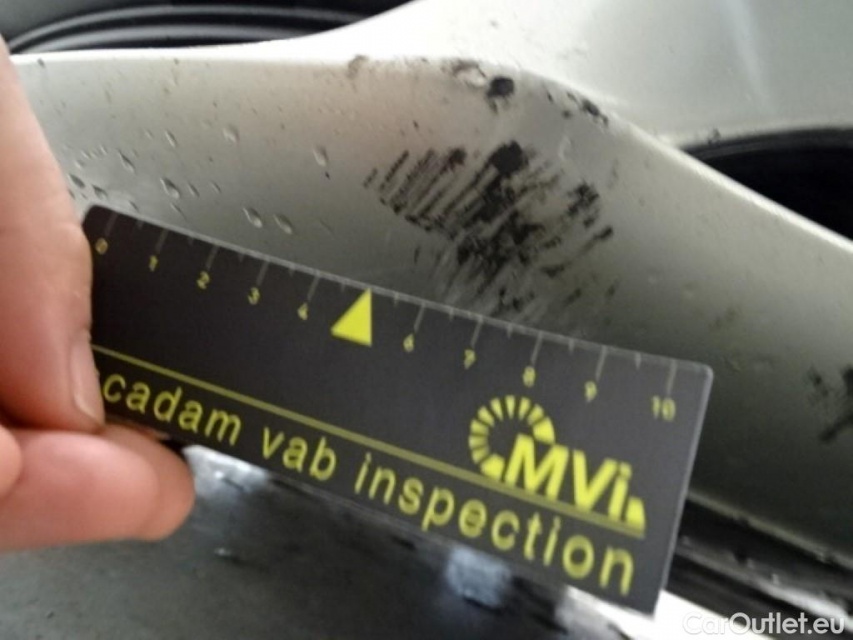 0 1 2 3 4 6 7 8 9 10
MVi
cadam vab inspection
CarOutlet.eu